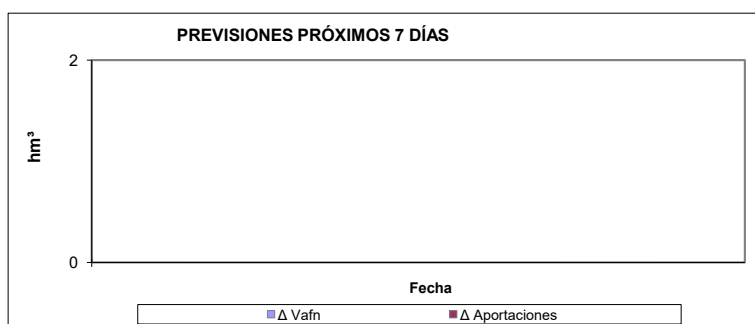 PREVISIONES PRÓXIMOS 7 DÍAS
2
hm³
0
Fecha
Δ Vafn Δ Aportaciones